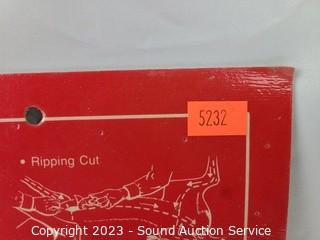 5232
• Ripping Cut
Copyright 2023 - Sound Auction Service